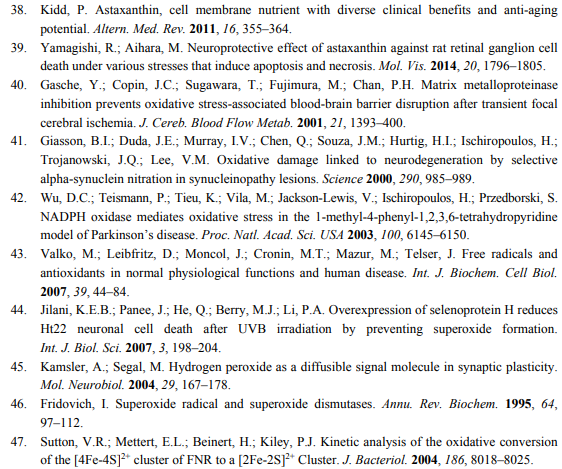 38. Kidd, P. Astaxanthin, cell membrane nutrient with diverse clinical benefits and anti-aging
potential. Altern. Med. Rev. 2011, 16, 355–364.
39. Yamagishi, R.; Aihara, M. Neuroprotective effect of astaxanthin against rat retinal ganglion cell
death under various stresses that induce apoptosis and necrosis. Mol. Vis. 2014, 20, 1796–1805.
40. Gasche, Y.; Copin, J.C.; Sugawara, T.; Fujimura, M.; Chan, P.H. Matrix metalloproteinase
inhibition prevents oxidative stress-associated blood-brain barrier disruption after transient focal
cerebral ischemia. J. Cereb. Blood Flow Metab. 2001, 21, 1393–400.
41. Giasson, B.I.; Duda, J.E.; Murray, I.V.; Chen, Q.; Souza, J.M.; Hurtig, H.I.; Ischiropoulos, H.;
Trojanowski, J.Q.; Lee, V.M. Oxidative damage linked to neurodegeneration by selective
alpha-synuclein nitration in synucleinopathy lesions. Science 2000, 290, 985–989.
42. Wu, D.C.; Teismann, P.; Tieu, K.; Vila, M.; Jackson-Lewis, V.; Ischiropoulos, H.; Przedborski, S.
NADPH oxidase mediates oxidative stress in the 1-methyl-4-phenyl-1,2,3,6-tetrahydropyridine
model of Parkinson's disease. Proc. Natl. Acad. Sci. USA 2003, 100, 6145–6150.
43. Valko, M.; Leibfritz, D.; Moncol, J.; Cronin, M.T.; Mazur, M.; Telser, J. Free radicals and
antioxidants in normal physiological functions and human disease. Int. J. Biochem. Cell Biol.
2007, 39, 44–84.
44. Jilani, K.E.B.; Panee, J.; He, Q.; Berry, M.J.; Li, P.A. Overexpression of selenoprotein H reduces
Ht22 neuronal cell death after UVB irradiation by preventing superoxide formation.
Int. J. Biol. Sci. 2007, 3, 198–204.
45. Kamsler, A.; Segal, M. Hydrogen peroxide as a diffusible signal molecule in synaptic plasticity.
Mol. Neurobiol. 2004, 29, 167–178.
46. Fridovich, I. Superoxide radical and superoxide dismutases. Annu. Rev. Biochem. 1995, 64,
97–112.
47. Sutton, V.R.; Mettert, E.L.; Beinert, H.; Kiley, P.J. Kinetic analysis of the oxidative conversion
of the [4Fe-4S]²⁺ cluster of FNR to a [2Fe-2S]²⁺ Cluster. J. Bacteriol. 2004, 186, 8018–8025.